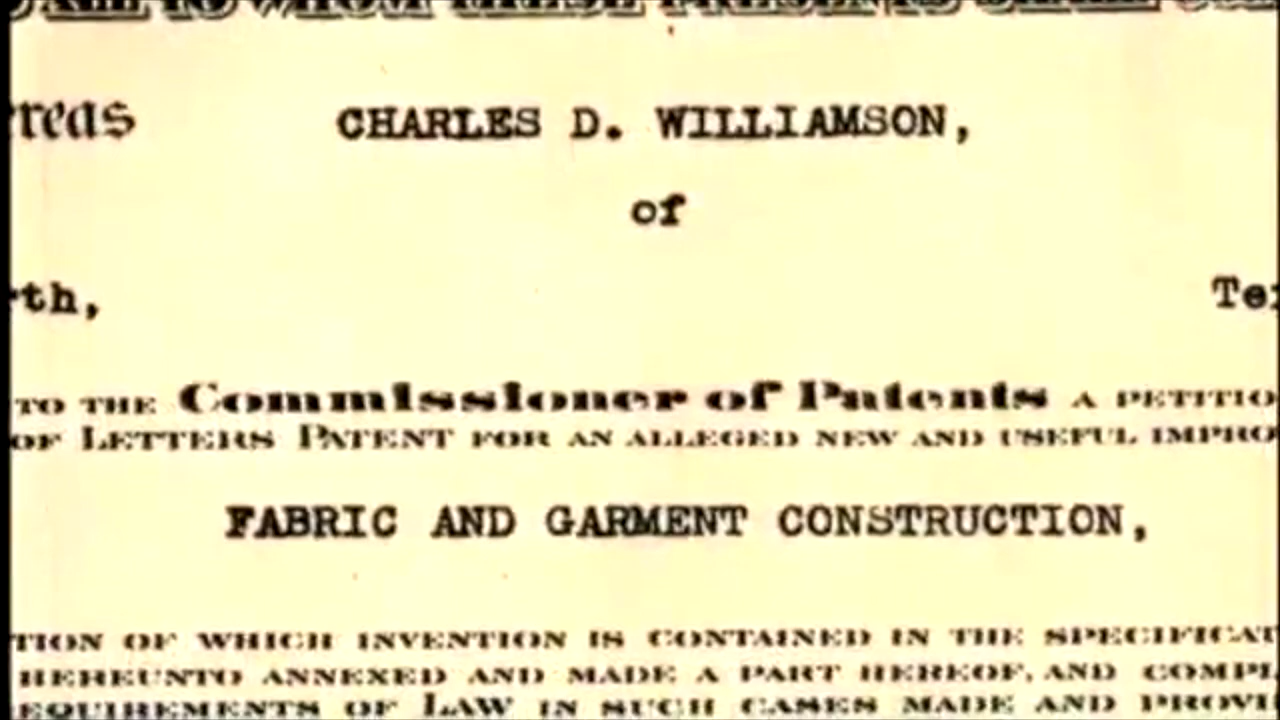 reas CHARLES D. WILLIAMSON,
of
rth, Te
TO THE Commissioner of Patents A PETITIO
OF LETTERS PATENT FOR AN ALLEGED NEW AND USEFUL IMPRO
FABRIC AND GARMENT CONSTRUCTION,
TION OF WHICH INVENTION IS CONTAINED IN THE SPECIFICAT
HEREUNTO ANNEXED AND MADE A PART HEREOF, AND COMPL
EQUIREMENTS OF LAW IN SUCH CASES MADE AND PROVI